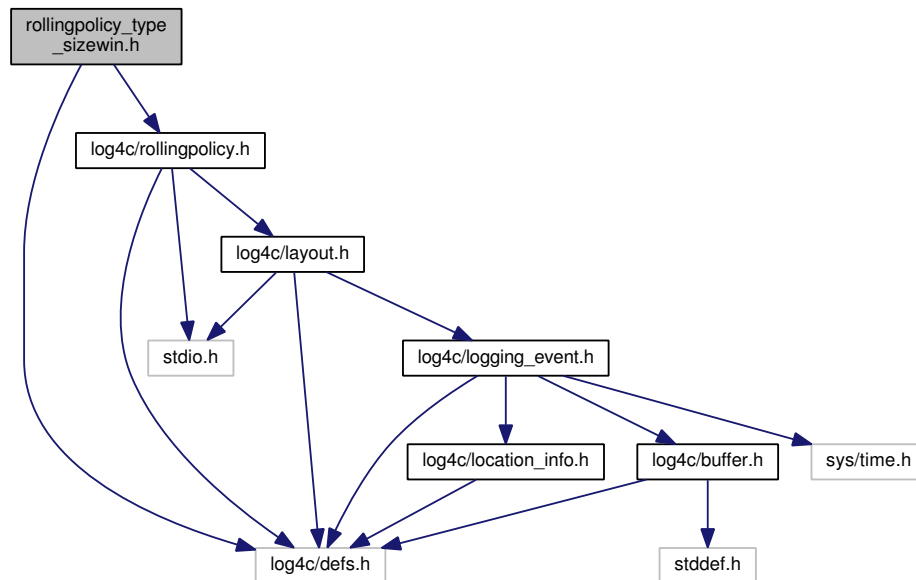 rollingpolicy_type
_sizewin.h
log4c/rollingpolicy.h
log4c/layout.h
stdio.h
log4c/logging_event.h
log4c/location_info.h
log4c/buffer.h
sys/time.h
log4c/defs.h
stddef.h